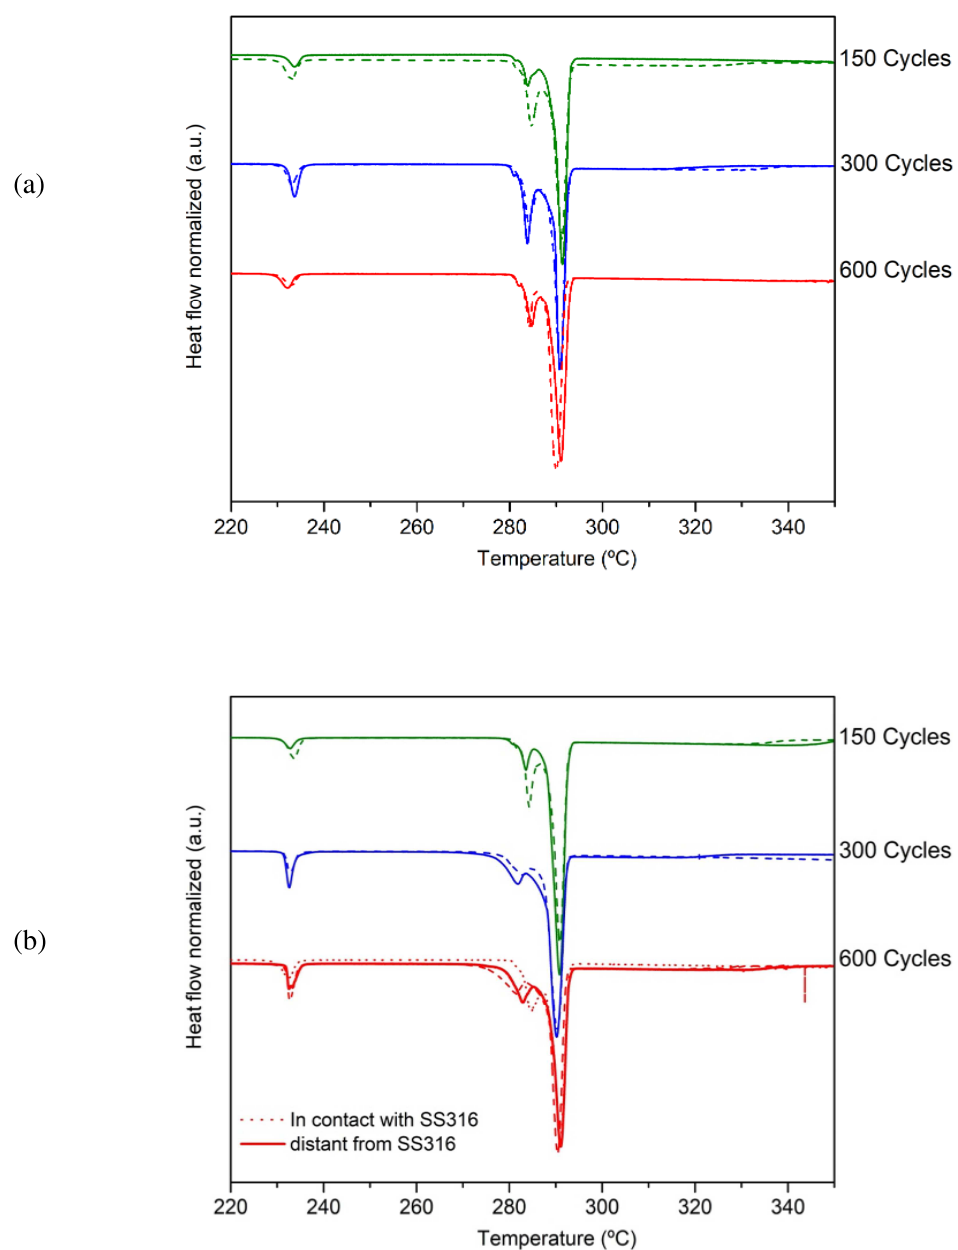 (a)
Heat flow normalized (a.u.)
150 Cycles
300 Cycles
600 Cycles
220 240 260 280 300 320 340
Temperature (ºC)
(b)
Heat flow normalized (a.u.)
150 Cycles
300 Cycles
600 Cycles
In contact with SS316
distant from SS316
220 240 260 280 300 320 340
Temperature (ºC)